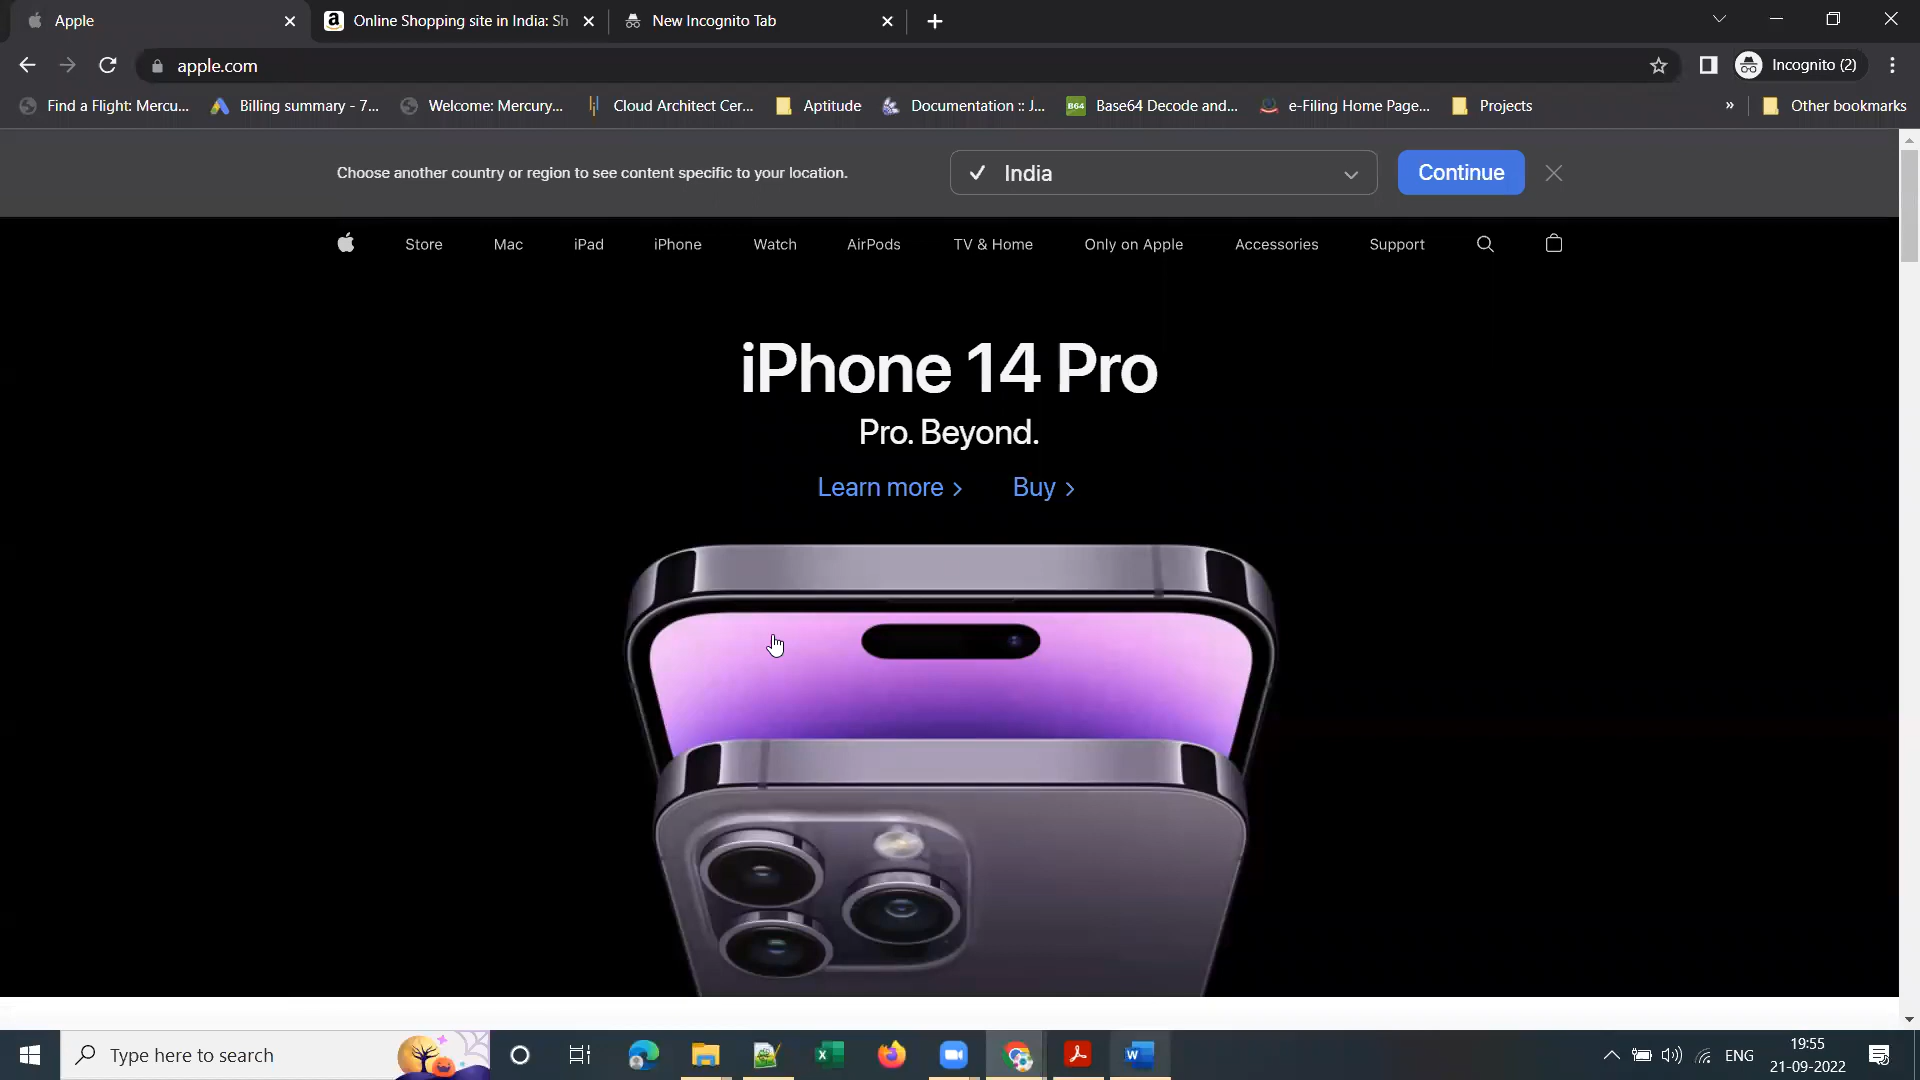 Apple
Online Shopping site in India: Sh
New Incognito Tab
apple.com
Incognito (2)
Find a Flight: Mercu...
Billing summary - 7...
Welcome: Mercury...
Cloud Architect Cer...
Aptitude
Documentation :: J...
B64
Base64 Decode and...
e-Filing Home Page...
Projects
»
Other bookmarks
Choose another country or region to see content specific to your location.
India
Continue
Store
Mac
iPad
iPhone
Watch
AirPods
TV & Home
Only on Apple
Accessories
Support
iPhone 14 Pro
Pro. Beyond.
Learn more >
Buy >
Type here to search
ENG
19:55
21-09-2022